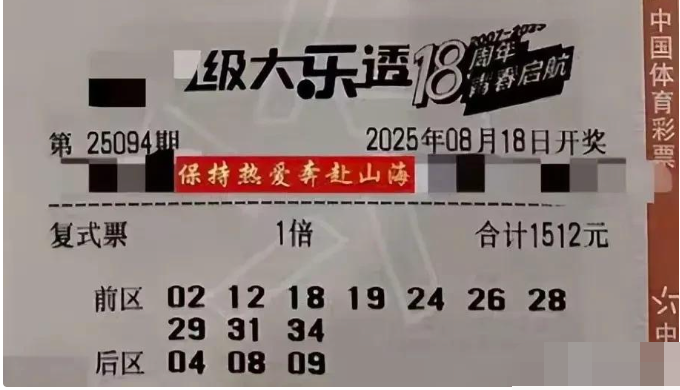 级大乐透18周年
2007-2025
青春启航
第 25094期 2025年08月18日开奖
保持热爱奔赴山海
复式票 1倍 合计1512元
前区 02 12 18 19 24 26 28
29 31 34
后区 04 08 09
中国体育彩票
中